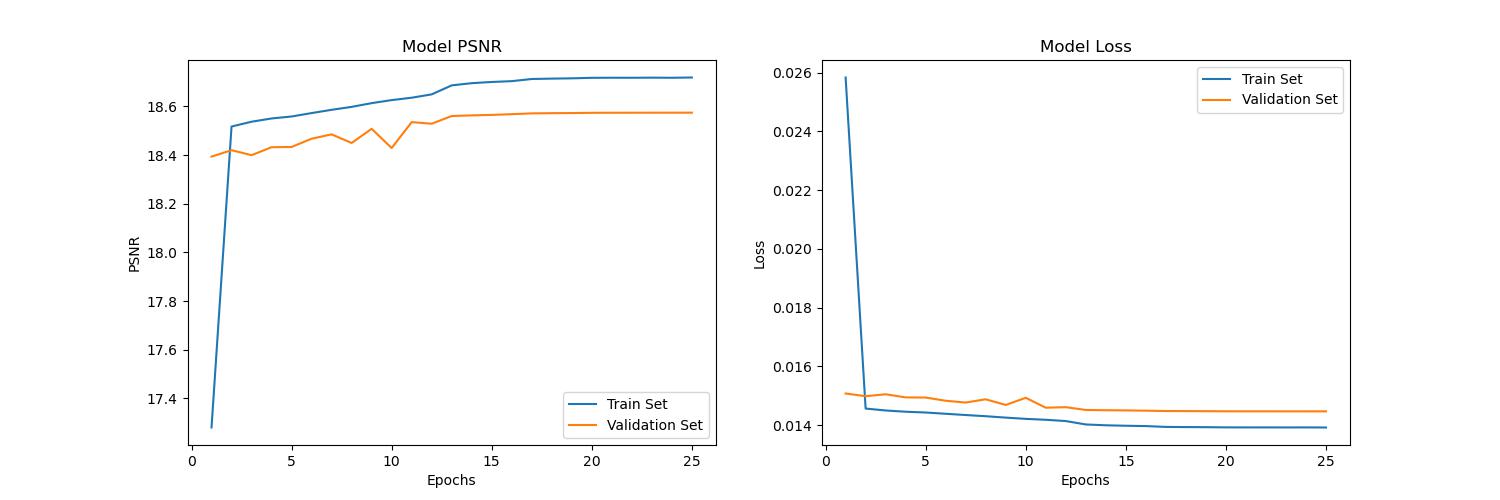 Model PSNR
PSNR
18.6
18.4
18.2
18.0
17.8
17.6
17.4
0 5 10 15 20 25
Epochs
Train Set
Validation Set
Model Loss
Loss
0.026
0.024
0.022
0.020
0.018
0.016
0.014
0 5 10 15 20 25
Epochs
Train Set
Validation Set